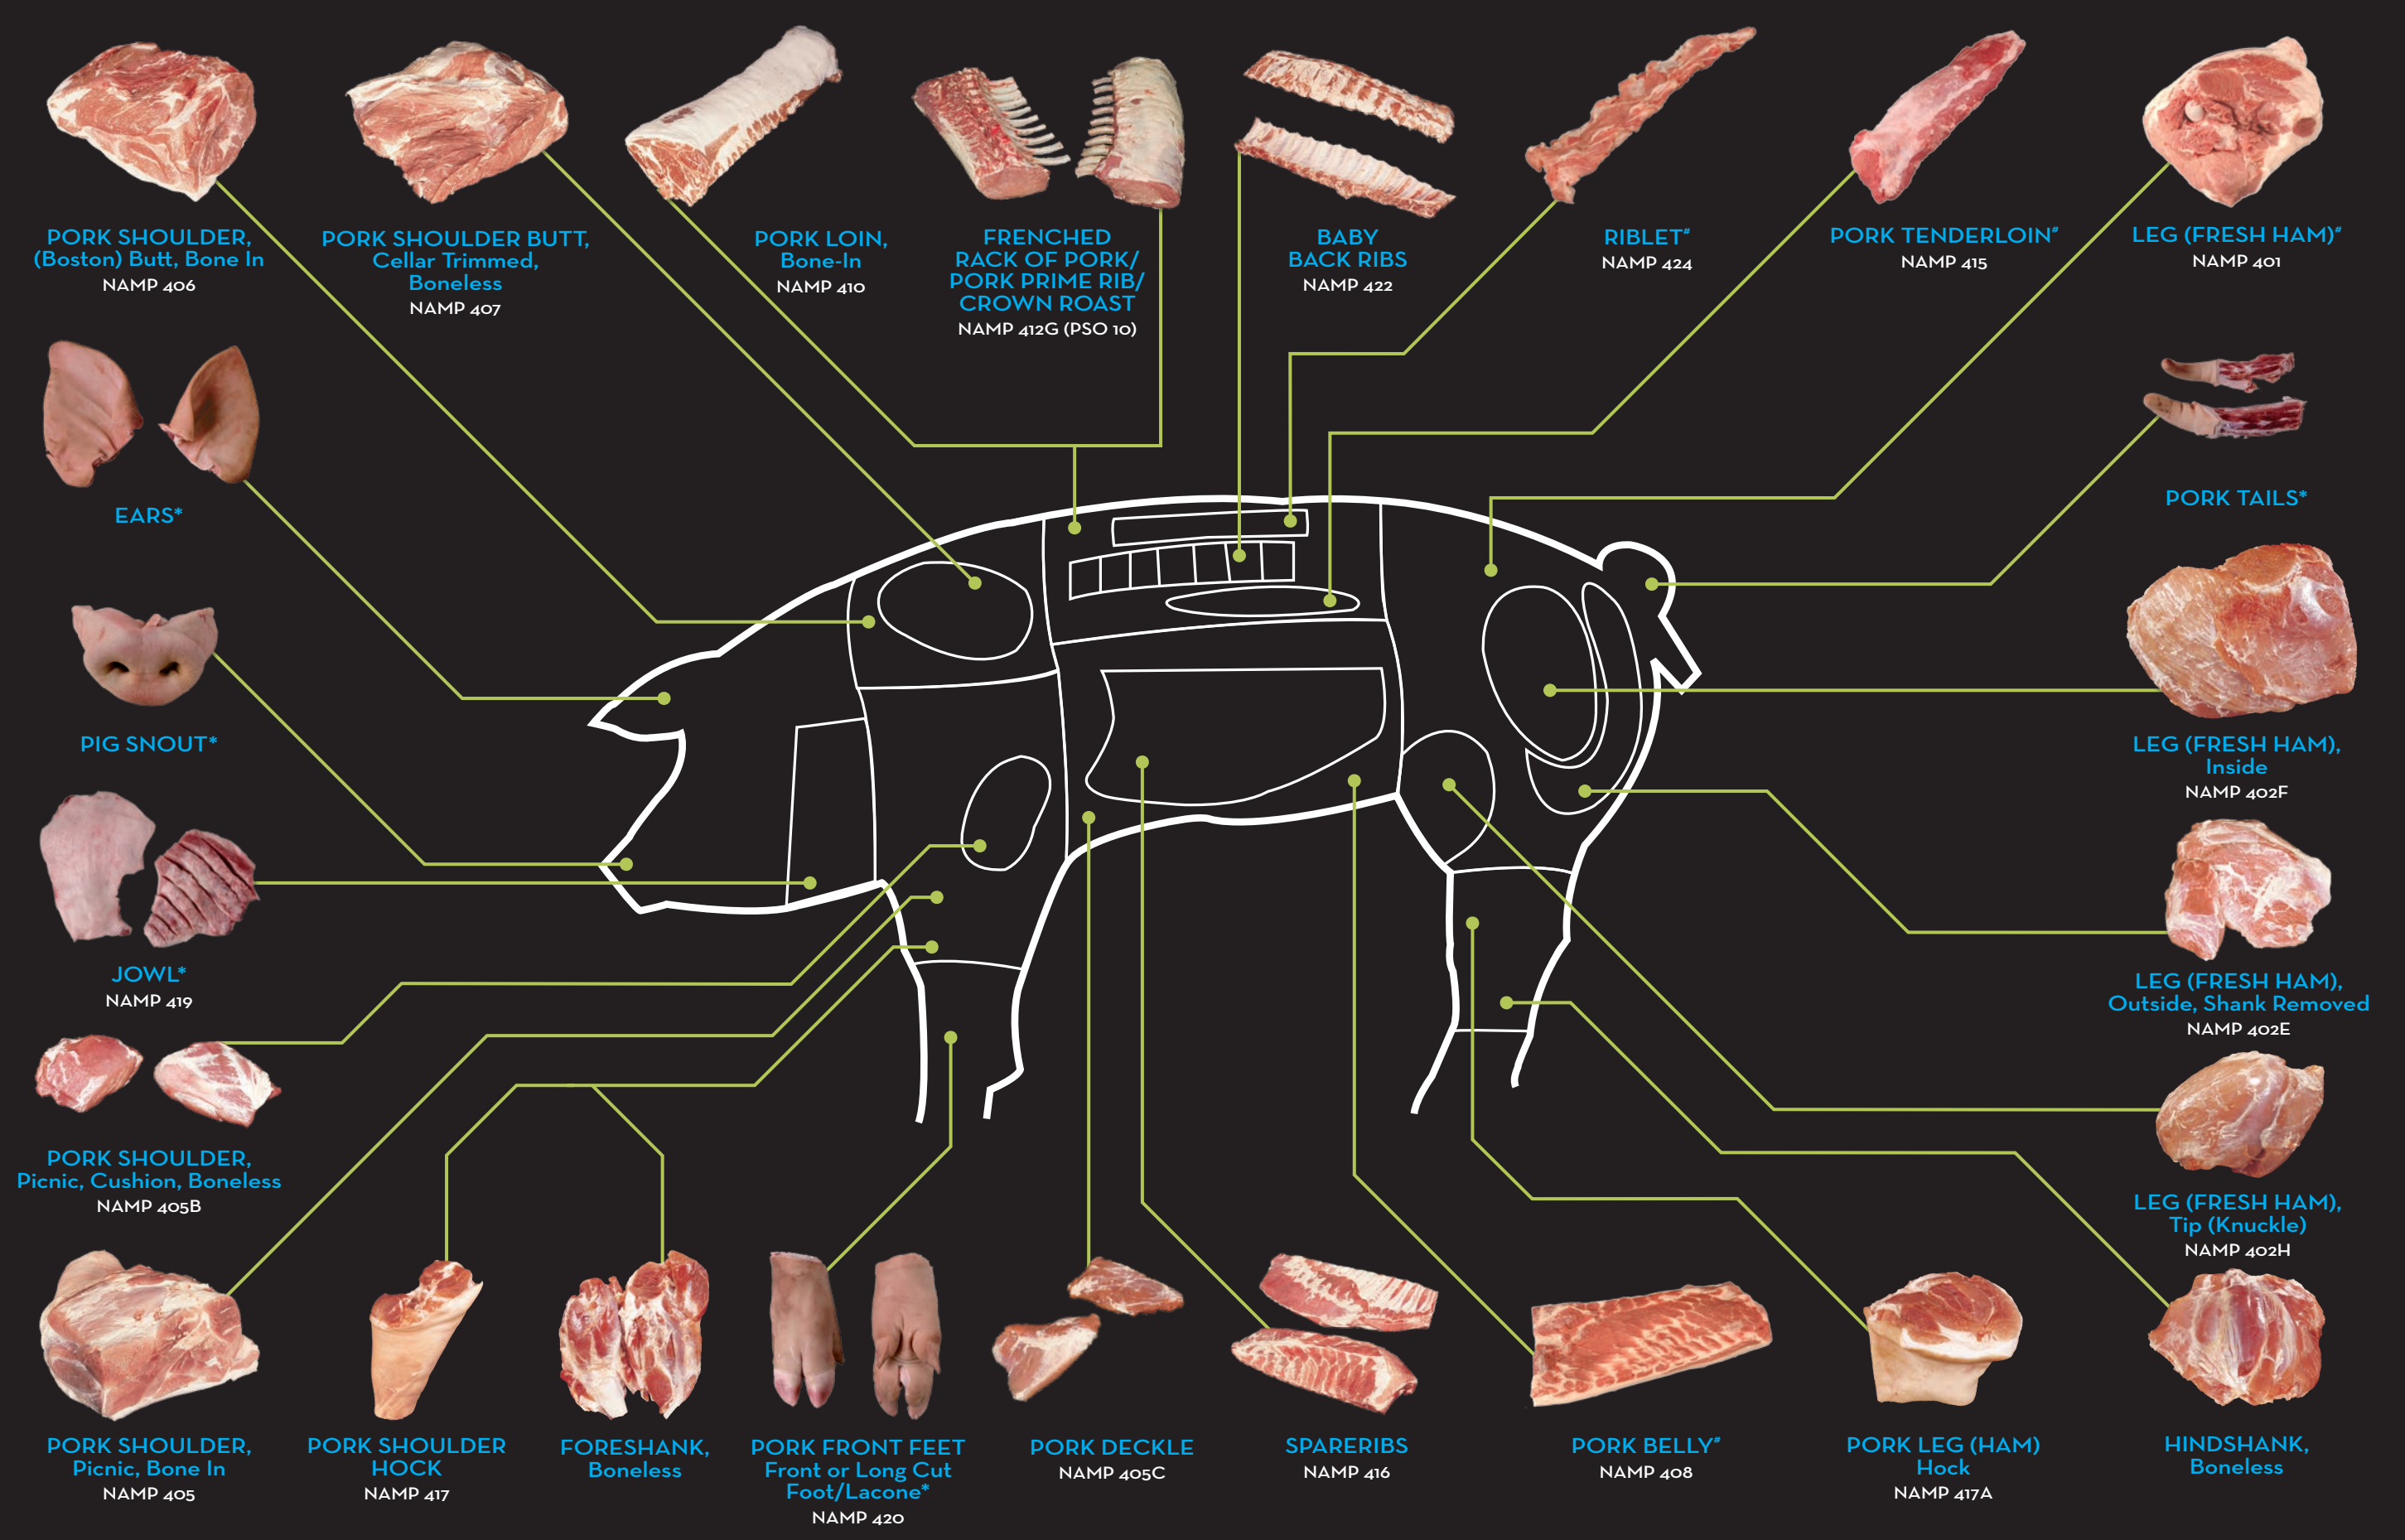 PORK SHOULDER,
(Boston) Butt, Bone In
NAMP 406
PORK SHOULDER BUTT,
Cellar Trimmed,
Boneless
NAMP 407
PORK LOIN,
Bone-In
NAMP 410
FRENCHED
RACK OF PORK/
PORK PRIME RIB/
CROWN ROAST
NAMP 412G (PSO 10)
BABY
BACK RIBS
NAMP 422
RIBLET#
NAMP 424
PORK TENDERLOIN#
NAMP 415
LEG (FRESH HAM)#
NAMP 401
EARS*
PORK TAILS*
PIG SNOUT*
LEG (FRESH HAM),
Inside
NAMP 402F
JOWL*
NAMP 419
LEG (FRESH HAM),
Outside, Shank Removed
NAMP 402E
PORK SHOULDER,
Picnic, Cushion, Boneless
NAMP 405B
LEG (FRESH HAM),
Tip (Knuckle)
NAMP 402H
PORK SHOULDER,
Picnic, Bone In
NAMP 405
PORK SHOULDER
HOCK
NAMP 417
FORESHANK,
Boneless
PORK FRONT FEET
Front or Long Cut
Foot/Lacone*
NAMP 420
PORK DECKLE
NAMP 405C
SPARERIBS
NAMP 416
PORK BELLY#
NAMP 408
PORK LEG (HAM)
Hock
NAMP 417A
HINDSHANK,
Boneless